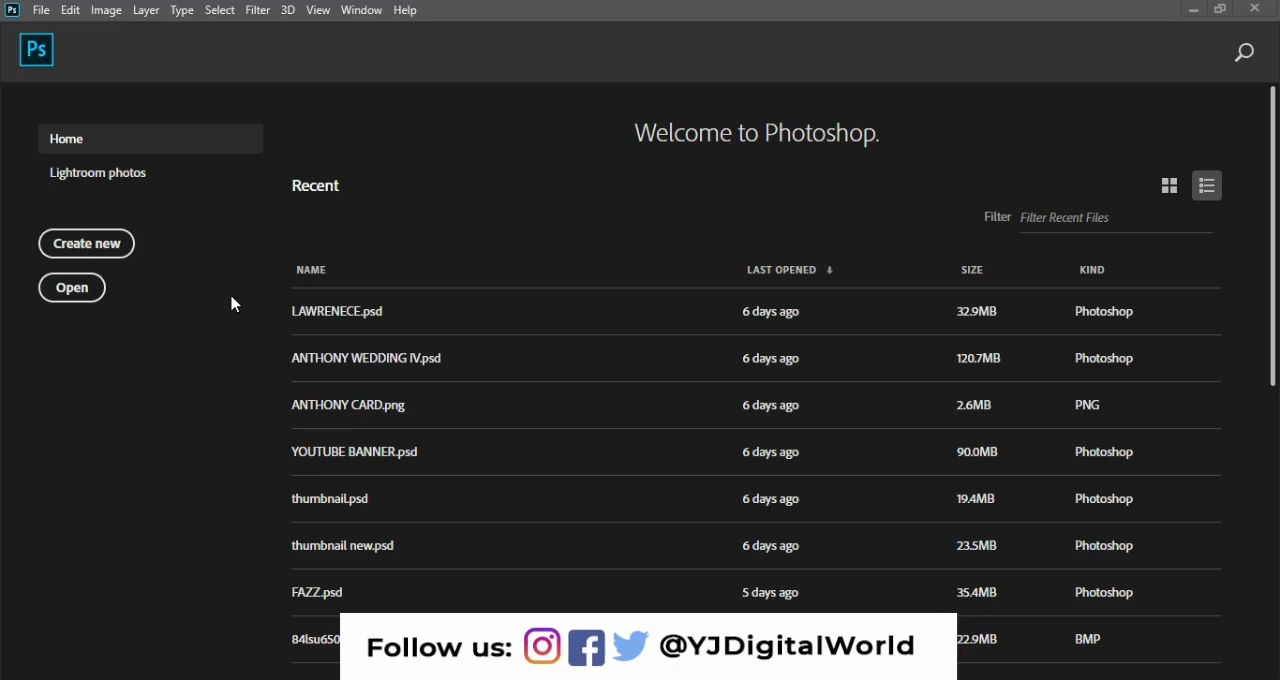 Ps File Edit Image Layer Type Select Filter 3D View Window Help
Ps
Home
Lightroom photos
Create new
Open
Welcome to Photoshop.
Recent
Filter Filter Recent Files
NAME LAST OPENED SIZE KIND
LAWRENECE.psd 6 days ago 32.9MB Photoshop
ANTHONY WEDDING IV.psd 6 days ago 120.7MB Photoshop
ANTHONY CARD.png 6 days ago 2.6MB PNG
YOUTUBE BANNER.psd 6 days ago 90.0MB Photoshop
thumbnail.psd 6 days ago 19.4MB Photoshop
thumbnail new.psd 6 days ago 23.5MB Photoshop
FAZZ.psd 5 days ago 35.4MB Photoshop
84lsu650 22.9MB BMP
Follow us: @YJDigitalWorld